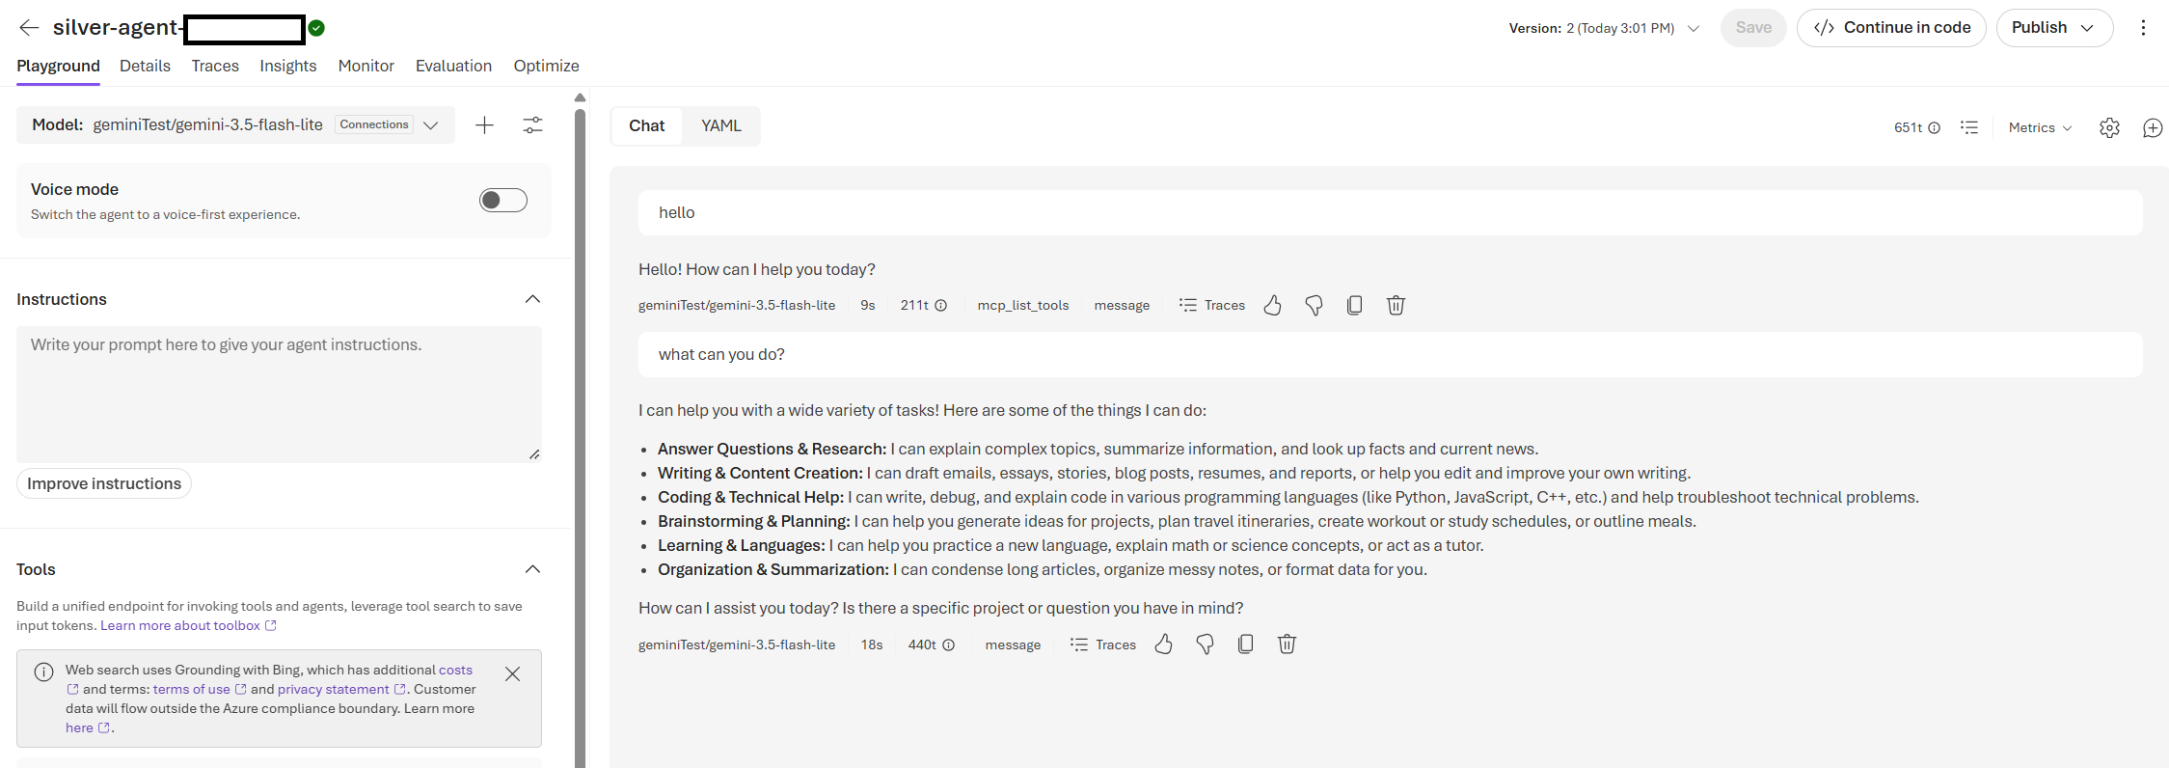 silver-agent-
Version: 2 (Today 3:01 PM)
Save
Continue in code
Publish
Playground
Details
Traces
Insights
Monitor
Evaluation
Optimize
Model: geminiTest/gemini-3.5-flash-lite Connections
Voice mode
Switch the agent to a voice-first experience.
Instructions
Write your prompt here to give your agent instructions.
Improve instructions
Tools
Build a unified endpoint for invoking tools and agents, leverage tool search to save
input tokens. Learn more about toolbox
Web search uses Grounding with Bing, which has additional costs
and terms: terms of use and privacy statement. Customer
data will flow outside the Azure compliance boundary. Learn more
here.
Chat
YAML
651t
Metrics
hello
Hello! How can I help you today?
geminiTest/gemini-3.5-flash-lite 9s 211t mcp_list_tools message Traces
what can you do?
I can help you with a wide variety of tasks! Here are some of the things I can do:
• Answer Questions & Research: I can explain complex topics, summarize information, and look up facts and current news.
• Writing & Content Creation: I can draft emails, essays, stories, blog posts, resumes, and reports, or help you edit and improve your own writing.
• Coding & Technical Help: I can write, debug, and explain code in various programming languages (like Python, JavaScript, C++, etc.) and help troubleshoot technical problems.
• Brainstorming & Planning: I can help you generate ideas for projects, plan travel itineraries, create workout or study schedules, or outline meals.
• Learning & Languages: I can help you practice a new language, explain math or science concepts, or act as a tutor.
• Organization & Summarization: I can condense long articles, organize messy notes, or format data for you.
How can I assist you today? Is there a specific project or question you have in mind?
geminiTest/gemini-3.5-flash-lite 18s 440t message Traces